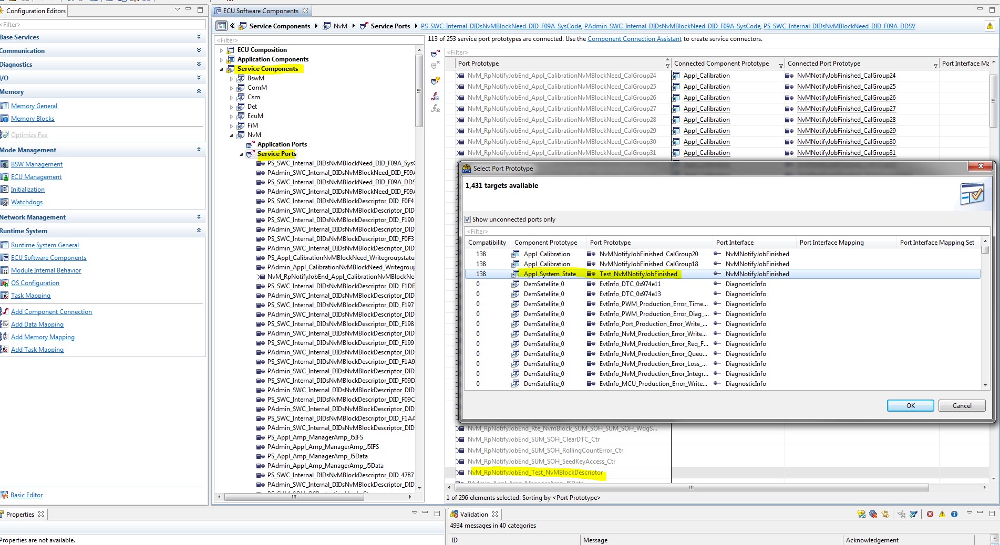 Configuration Editors
<Filter>
Base Services
Communication
Diagnostics
I/O
Memory
Memory General
Memory Blocks
Optimize Fee
Mode Management
BSW Management
ECU Management
Initialization
Watchdogs
Network Management
Runtime System
Runtime System General
ECU Software Components
Module Internal Behavior
OS Configuration
Task Mapping
Add Component Connection
Add Data Mapping
Add Memory Mapping
Add Task Mapping
Basic Editor
ECU Software Components
Service Components NvM Service Ports PS_SWC_Internal_DIDsNvMBlockNeed_DID_F09A_SysCode, PAdmin_SWC_Internal_DIDsNvMBlockNeed_DID_F09A_SysCode, PS_SWC_Internal_DIDsNvMBlockNeed_DID_F09A_DDSV
<Filter>
ECU Composition
Application Components
Service Components
BswM
ComM
Csm
Det
EcuM
FiM
NvM
Application Ports
Service Ports
PS_SWC_Internal_DIDsNvMBlockNeed_DID_F09A_Sys
PAdmin_SWC_Internal_DIDsNvMBlockNeed_DID_F09A
PS_SWC_Internal_DIDsNvMBlockNeed_DID_F09A_DDS
PAdmin_SWC_Internal_DIDsNvMBlockNeed_DID_F09A
PS_SWC_Internal_DIDsNvMBlockDescriptor_DID_F0F4
PAdmin_SWC_Internal_DIDsNvMBlockDescriptor_DID
PS_SWC_Internal_DIDsNvMBlockDescriptor_DID_F190
PAdmin_SWC_Internal_DIDsNvMBlockDescriptor_DID
PS_SWC_Internal_DIDsNvMBlockDescriptor_DID_F0F3
PAdmin_SWC_Internal_DIDsNvMBlockDescriptor_DID
PS_Appl_CalibrationNvMBlockNeed_Writegroupstatu
PAdmin_Appl_CalibrationNvMBlockNeed_Writegroup
NvM_RpNotifyJobEnd_Appl_CalibrationNvMBlockNe
PS_SWC_Internal_DIDsNvMBlockDescriptor_DID_F1DE
PAdmin_SWC_Internal_DIDsNvMBlockDescriptor_DID
PS_SWC_Internal_DIDsNvMBlockDescriptor_DID_F197
PAdmin_SWC_Internal_DIDsNvMBlockDescriptor_DID
PS_SWC_Internal_DIDsNvMBlockDescriptor_DID_F198
PAdmin_SWC_Internal_DIDsNvMBlockDescriptor_DID
PS_SWC_Internal_DIDsNvMBlockDescriptor_DID_F199
PAdmin_SWC_Internal_DIDsNvMBlockDescriptor_DID
PS_SWC_Internal_DIDsNvMBlockDescriptor_DID_F1A9
PAdmin_SWC_Internal_DIDsNvMBlockDescriptor_DID
PS_SWC_Internal_DIDsNvMBlockDescriptor_DID_F09D
PAdmin_SWC_Internal_DIDsNvMBlockDescriptor_DID
PS_SWC_Internal_DIDsNvMBlockDescriptor_DID_F09C
PAdmin_SWC_Internal_DIDsNvMBlockDescriptor_DID
PS_SWC_Internal_DIDsNvMBlockDescriptor_DID_F1AA
PAdmin_SWC_Internal_DIDsNvMBlockDescriptor_DID
PS_Appl_Amp_ManagerAmp_J5IFS
PAdmin_Appl_Amp_ManagerAmp_J5IFS
PS_Appl_Amp_ManagerAmp_J5Data
PAdmin_Appl_Amp_ManagerAmp_J5Data
PS_SWC_Internal_DIDsNvMBlockDescriptor_DID_4787
PAdmin_SWC_Internal_DIDsNvMBlockDescriptor_DID
113 of 253 service port prototypes are connected. Use the Component Connection Assistant to create service connectors.
<Filter>
Port Prototype Connected Component Prototype Connected Port Prototype Port Interface Ma
NvM_RpNotifyJobEnd_Appl_CalibrationNvMBlockNeed_CalGroup24 Appl_Calibration NvMNotifyJobFinished_CalGroup24
NvM_RpNotifyJobEnd_Appl_CalibrationNvMBlockNeed_CalGroup25 Appl_Calibration NvMNotifyJobFinished_CalGroup25
NvM_RpNotifyJobEnd_Appl_CalibrationNvMBlockNeed_CalGroup26 Appl_Calibration NvMNotifyJobFinished_CalGroup26
NvM_RpNotifyJobEnd_Appl_CalibrationNvMBlockNeed_CalGroup27 Appl_Calibration NvMNotifyJobFinished_CalGroup27
NvM_RpNotifyJobEnd_Appl_CalibrationNvMBlockNeed_CalGroup28 Appl_Calibration NvMNotifyJobFinished_CalGroup28
NvM_RpNotifyJobEnd_Appl_CalibrationNvMBlockNeed_CalGroup29 Appl_Calibration NvMNotifyJobFinished_CalGroup29
NvM_RpNotifyJobEnd_Appl_CalibrationNvMBlockNeed_CalGroup30 Appl_Calibration NvMNotifyJobFinished_CalGroup30
NvM_RpNotifyJobEnd_Appl_CalibrationNvMBlockNeed_CalGroup31 Appl_Calibration NvMNotifyJobFinished_CalGroup31
Select Port Prototype
1,431 targets available
Show unconnected ports only
<Filter>
Compatibility Component Prototype Port Prototype Port Interface Port Interface Mapping Port Interface Mapping Set
138 Appl_Calibration NvMNotifyJobFinished_CalGroup20 NvMNotifyJobFinished
138 Appl_Calibration NvMNotifyJobFinished_CalGroup18 NvMNotifyJobFinished
138 Appl_System_State Test_NvMNotifyJobFinished NvMNotifyJobFinished
0 DemSatellite_0 EvtInfo_DTC_0x974e11 DiagnosticInfo
0 DemSatellite_0 EvtInfo_DTC_0x974e13 DiagnosticInfo
0 DemSatellite_0 EvtInfo_PWM_Production_Error_Time... DiagnosticInfo
0 DemSatellite_0 EvtInfo_PWM_Production_Error_Diag_... DiagnosticInfo
0 DemSatellite_0 EvtInfo_Port_Production_Error_Write_... DiagnosticInfo
0 DemSatellite_0 EvtInfo_NvM_Production_Error_Write... DiagnosticInfo
0 DemSatellite_0 EvtInfo_NvM_Production_Error_Req_F... DiagnosticInfo
0 DemSatellite_0 EvtInfo_NvM_Production_Error_Queu... DiagnosticInfo
0 DemSatellite_0 EvtInfo_NvM_Production_Error_Loss_... DiagnosticInfo
0 DemSatellite_0 EvtInfo_NvM_Production_Error_Integr... DiagnosticInfo
0 DemSatellite_0 EvtInfo_MCU_Production_Error_Write... DiagnosticInfo
OK Cancel
NvM_RpNotifyJobEnd_Rte_NvmBlock_SUM_SOH_SUM_SOH_WdgS...
NvM_RpNotifyJobEnd_SUM_SOH_ClearDTC_Ctr
NvM_RpNotifyJobEnd_SUM_SOH_RollingCountError_Ctr
NvM_RpNotifyJobEnd_SUM_SOH_SeedKeyAccess_Ctr
NvM_RpNotifyJobEnd_Test_NvMBlockDescriptor
PAdmin_Appl_Amp_ManagerAmp_J5Data
1 of 296 elements selected. Sorting by <Port Prototype>
Properties
Properties are not available.
Validation
4934 messages in 40 categories
ID Message Acknowledgement